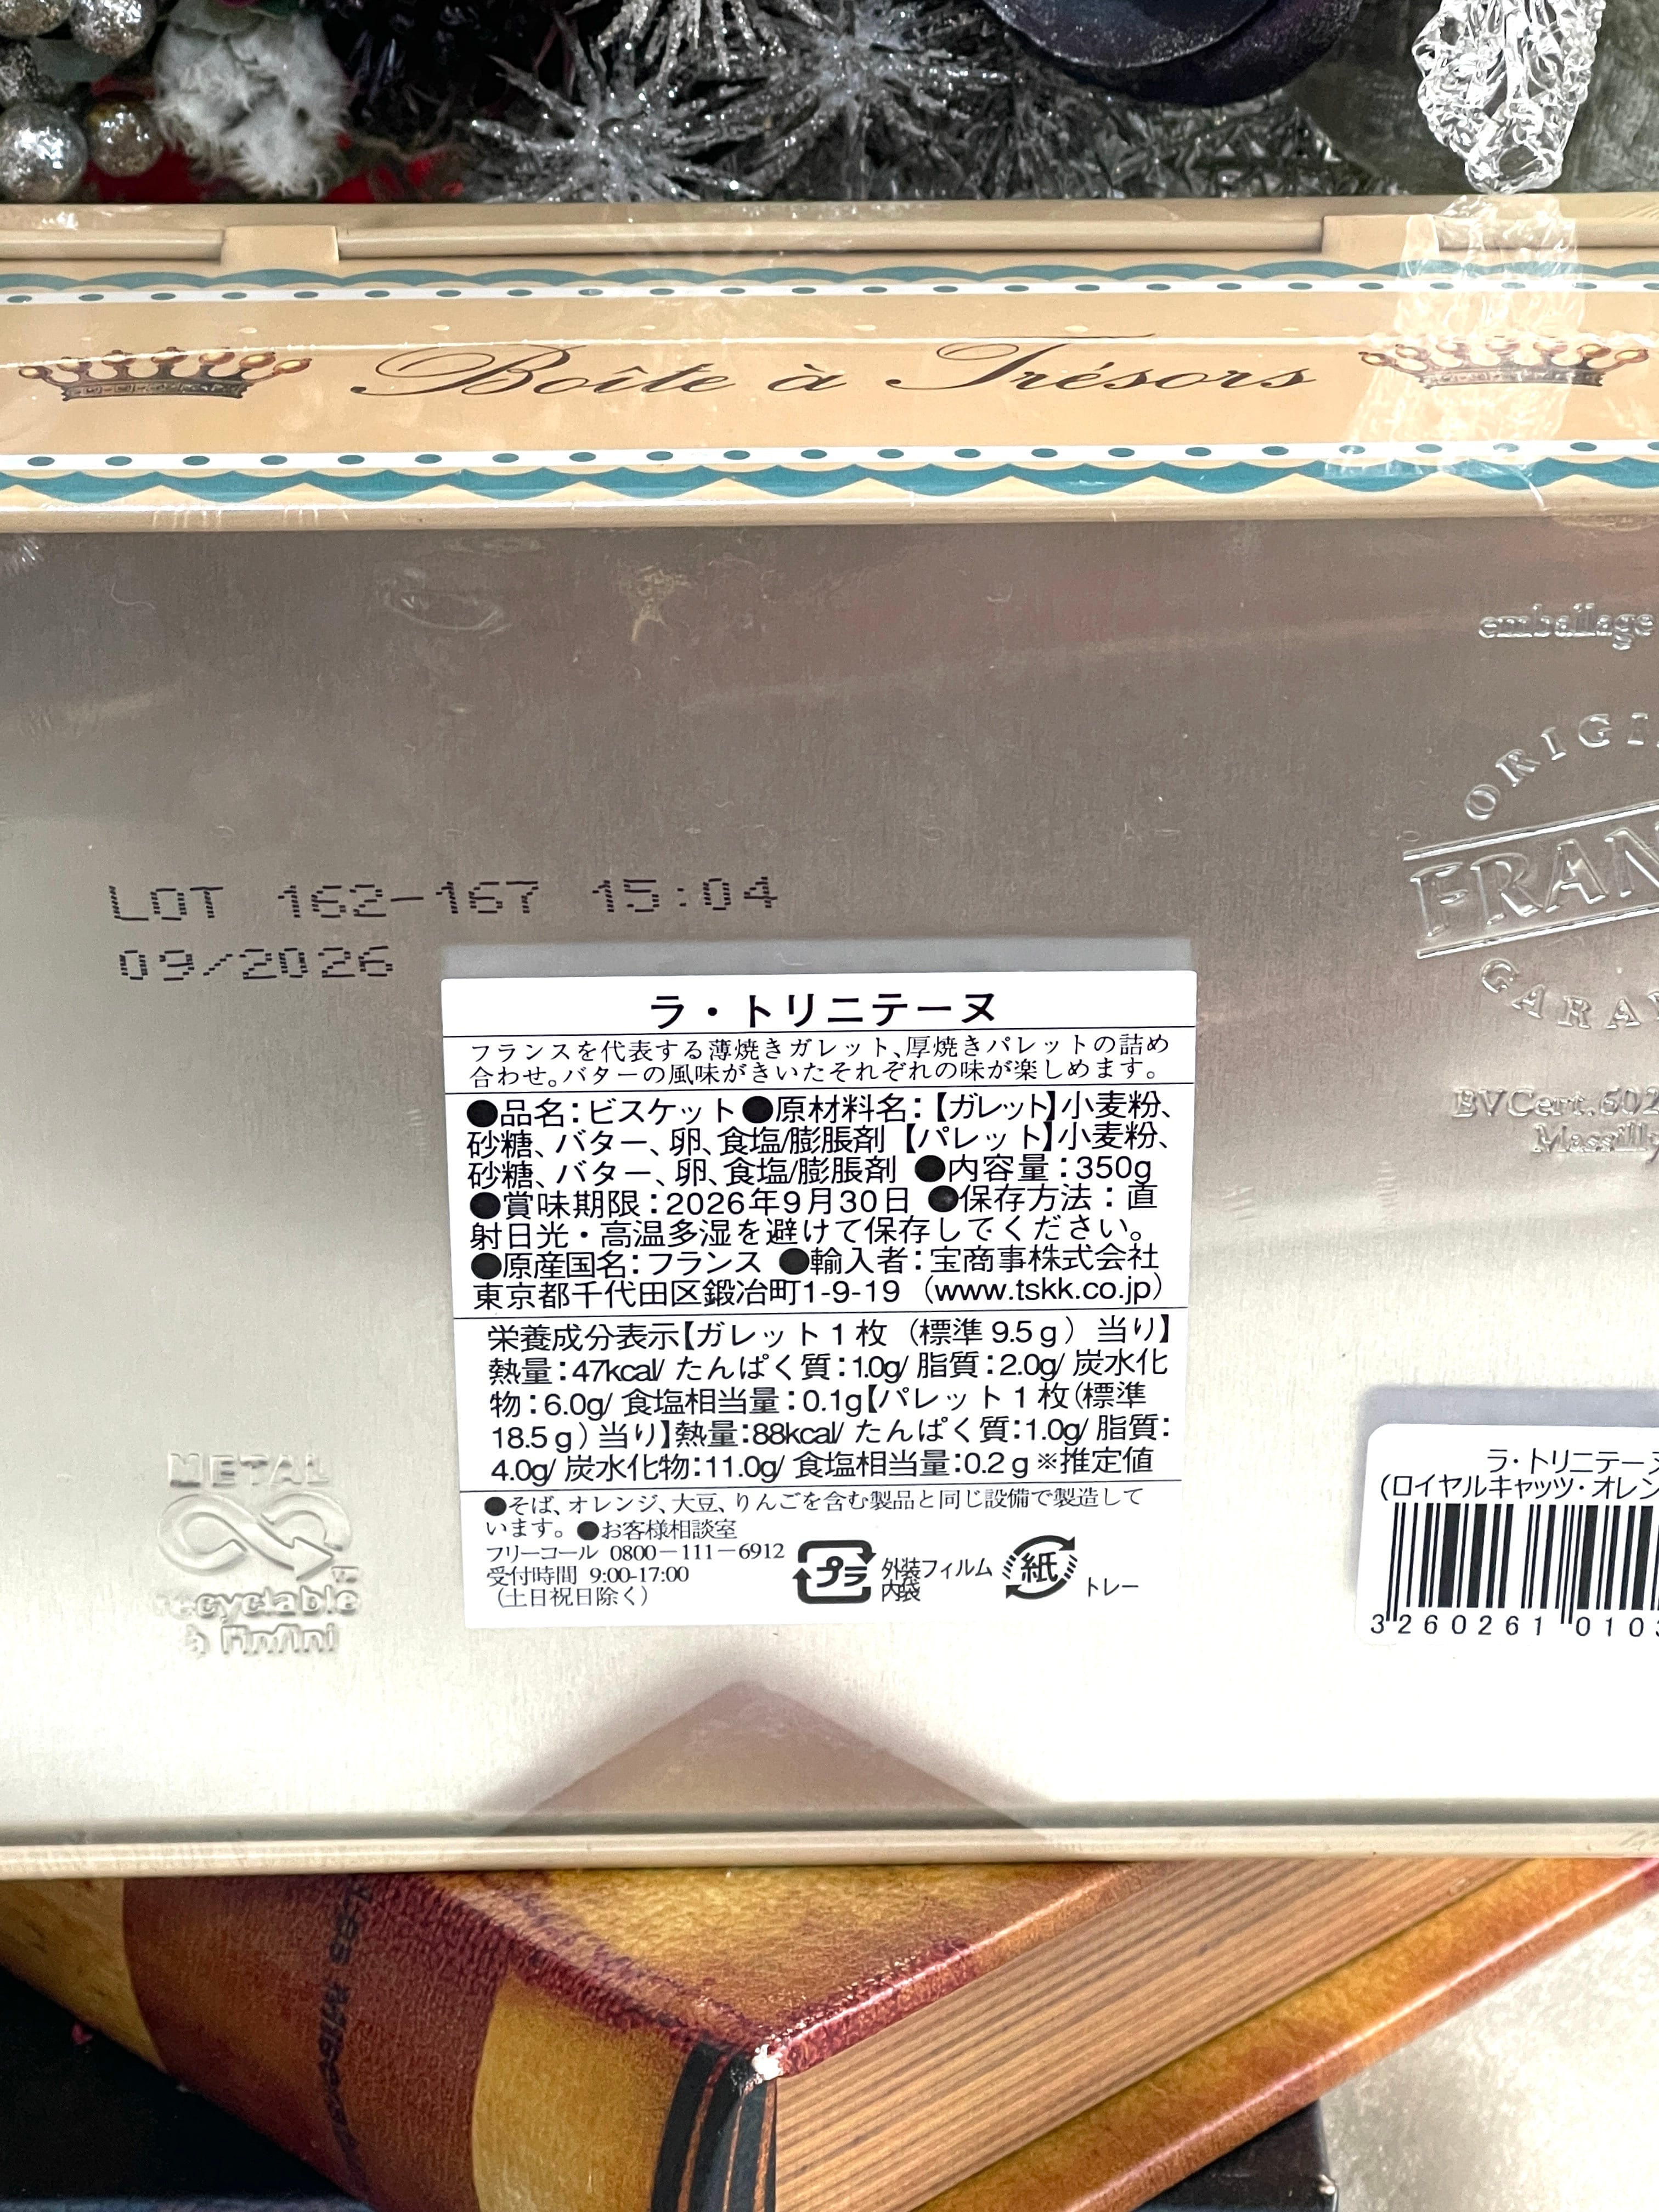 Boîte à Trésors
emballage
ORIGI
FRAN
GARA
BVCert.602
Massilly
LOT 162-167 15:04
09/2026
ラ・トリニテーヌ
フランスを代表する薄焼きガレット、厚焼きパレットの詰め
合わせ。バターの風味がきいたそれぞれの味が楽しめます。
●品名：ビスケット●原材料名：【ガレット】小麦粉、
砂糖、バター、卵、食塩/膨脹剤【パレット】小麦粉、
砂糖、バター、卵、食塩/膨脹剤 ●内容量：350g
●賞味期限：2026年9月30日 ●保存方法：直
射日光・高温多湿を避けて保存してください。
●原産国名：フランス ●輸入者：宝商事株式会社
東京都千代田区鍛冶町1-9-19（www.tskk.co.jp）
栄養成分表示【ガレット1枚（標準9.5g）当り】
熱量：47kcal/ たんぱく質：1.0g/ 脂質：2.0g/ 炭水化
物：6.0g/ 食塩相当量：0.1g【パレット1枚（標準
18.5g）当り】熱量：88kcal/ たんぱく質：1.0g/ 脂質：
4.0g/ 炭水化物：11.0g/ 食塩相当量：0.2g ※推定値
●そば、オレンジ、大豆、りんごを含む製品と同じ設備で製造して
います。●お客様相談室
フリーコール 0800−111−6912
受付時間 9:00-17:00
（土日祝日除く）
プラ
外装フィルム
内袋
紙
トレー
METAL
recyclable
à l'infini
ラ・トリニテーヌ
(ロイヤルキャッツ・オレン
3 260261 010